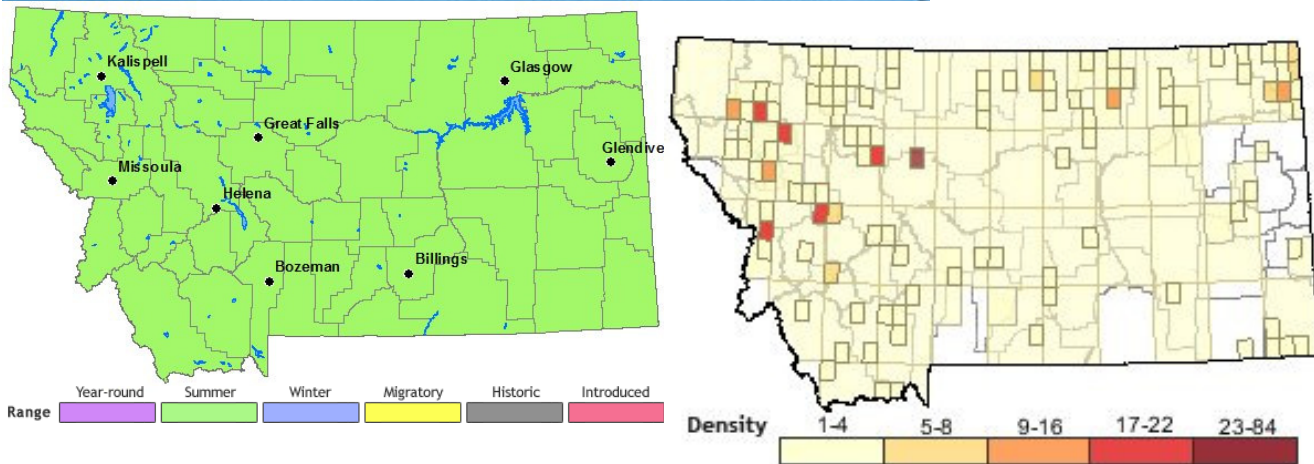 Kalispell
Glasgow
Great Falls
Glendive
Missoula
Helena
Bozeman
Billings
Year-round Summer Winter Migratory Historic Introduced
Range
Density 1-4 5-8 9-16 17-22 23-84